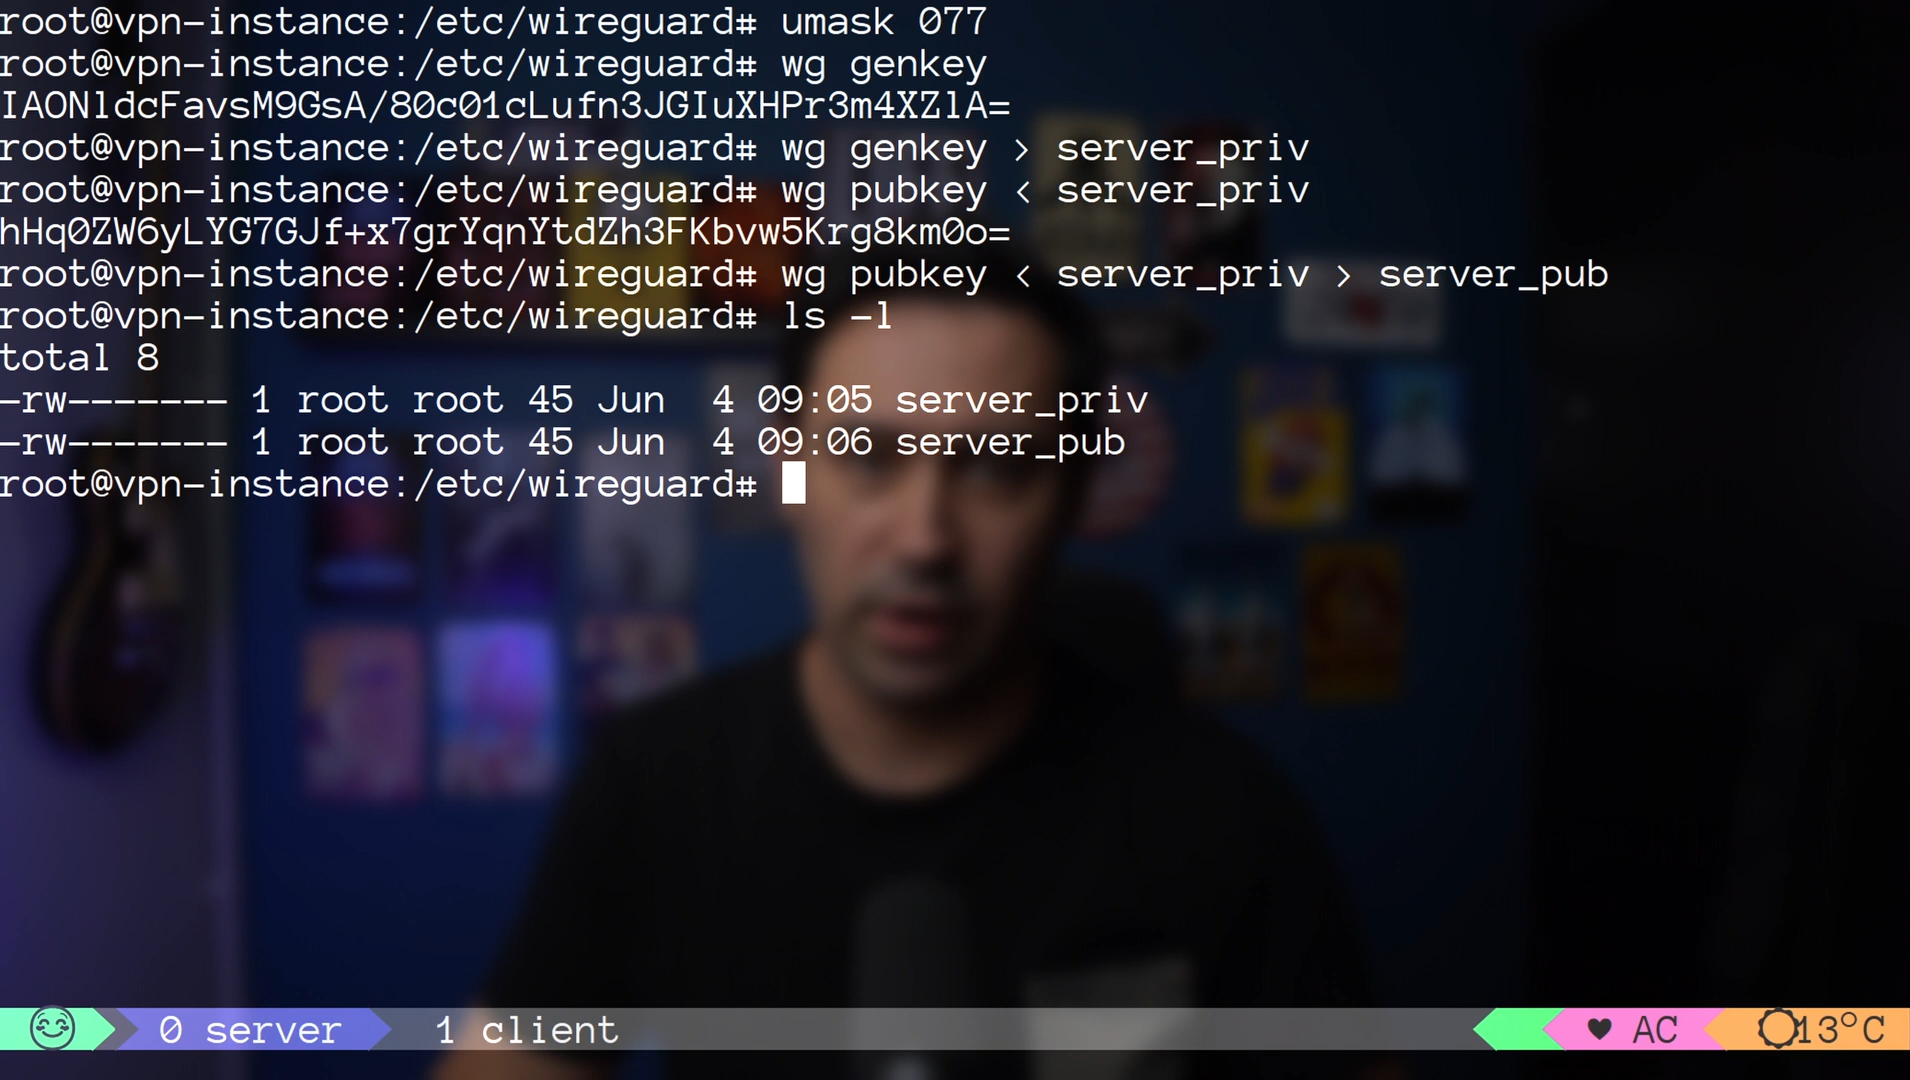 root@vpn-instance:/etc/wireguard# umask 077
root@vpn-instance:/etc/wireguard# wg genkey
IAONldcFavsM9GsA/80c01cLufn3JGIuXHPr3m4XZlA=
root@vpn-instance:/etc/wireguard# wg genkey > server_priv
root@vpn-instance:/etc/wireguard# wg pubkey < server_priv
hHq0ZW6yLYG7GJf+x7grYqnYtdZh3FKbvw5Krg8km0o=
root@vpn-instance:/etc/wireguard# wg pubkey < server_priv > server_pub
root@vpn-instance:/etc/wireguard# ls -l
total 8
-rw------- 1 root root 45 Jun  4 09:05 server_priv
-rw------- 1 root root 45 Jun  4 09:06 server_pub
root@vpn-instance:/etc/wireguard#
0 server 1 client ♥ AC 13°C